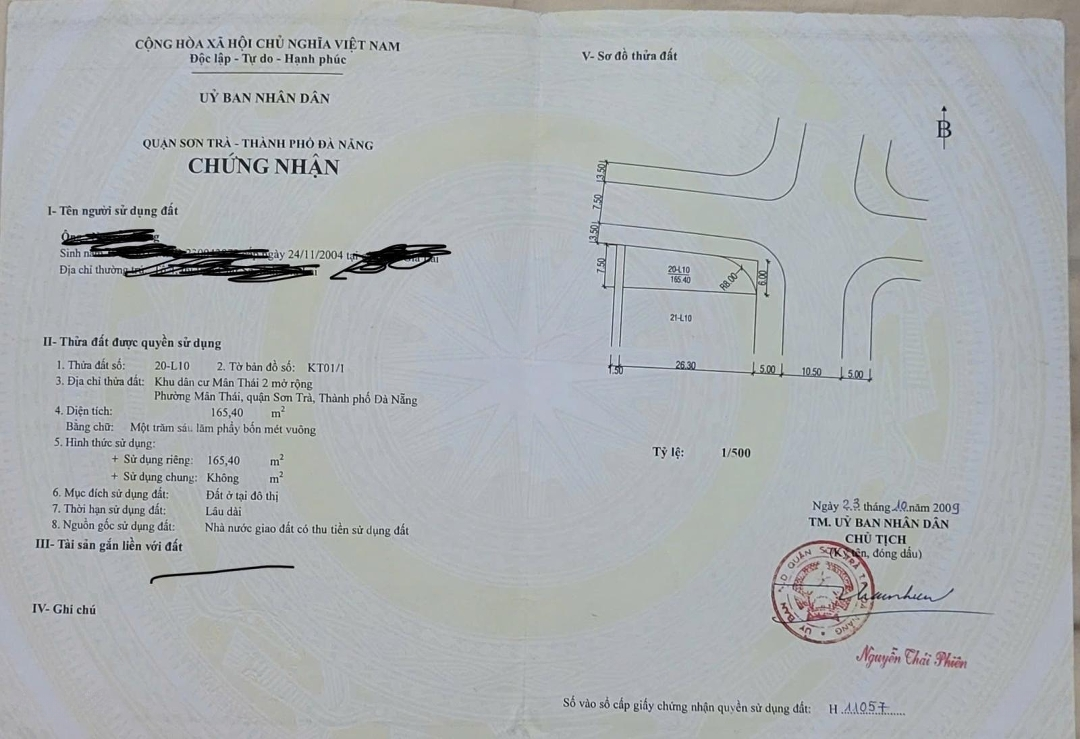 CỘNG HÒA XÃ HỘI CHỦ NGHĨA VIỆT NAM
Độc lập - Tự do - Hạnh phúc
UỶ BAN NHÂN DÂN
QUẬN SƠN TRÀ - THÀNH PHỐ ĐÀ NẴNG
CHỨNG NHẬN
I- Tên người sử dụng đất
Ông
Sinh ngày 24/11/2004 tại
Địa chỉ thường
II- Thửa đất được quyền sử dụng
1. Thửa đất số: 20-L10 2. Tờ bản đồ số: KT01/1
3. Địa chỉ thửa đất: Khu dân cư Mân Thái 2 mở rộng
Phường Mân Thái, quận Sơn Trà, Thành phố Đà Nẵng
4. Diện tích: 165,40 m²
Bằng chữ: Một trăm sáu lăm phẩy bốn mét vuông
5. Hình thức sử dụng:
+ Sử dụng riêng: 165,40 m²
+ Sử dụng chung: Không m²
6. Mục đích sử dụng đất: Đất ở tại đô thị
7. Thời hạn sử dụng đất: Lâu dài
8. Nguồn gốc sử dụng đất: Nhà nước giao đất có thu tiền sử dụng đất
III- Tài sản gắn liền với đất
IV- Ghi chú
V- Sơ đồ thửa đất
B
3.50
7.50
3.50
7.50
20-L10
165.40
R8.00
6.00
21-L10
1.50
26.30
5.00
10.50
5.00
Tỷ lệ: 1/500
Ngày 23 tháng 10 năm 2009
TM. UỶ BAN NHÂN DÂN
CHỦ TỊCH
(Ký tên, đóng dấu)
Nguyễn Thái Phiên
Số vào sổ cấp giấy chứng nhận quyền sử dụng đất: H 11057